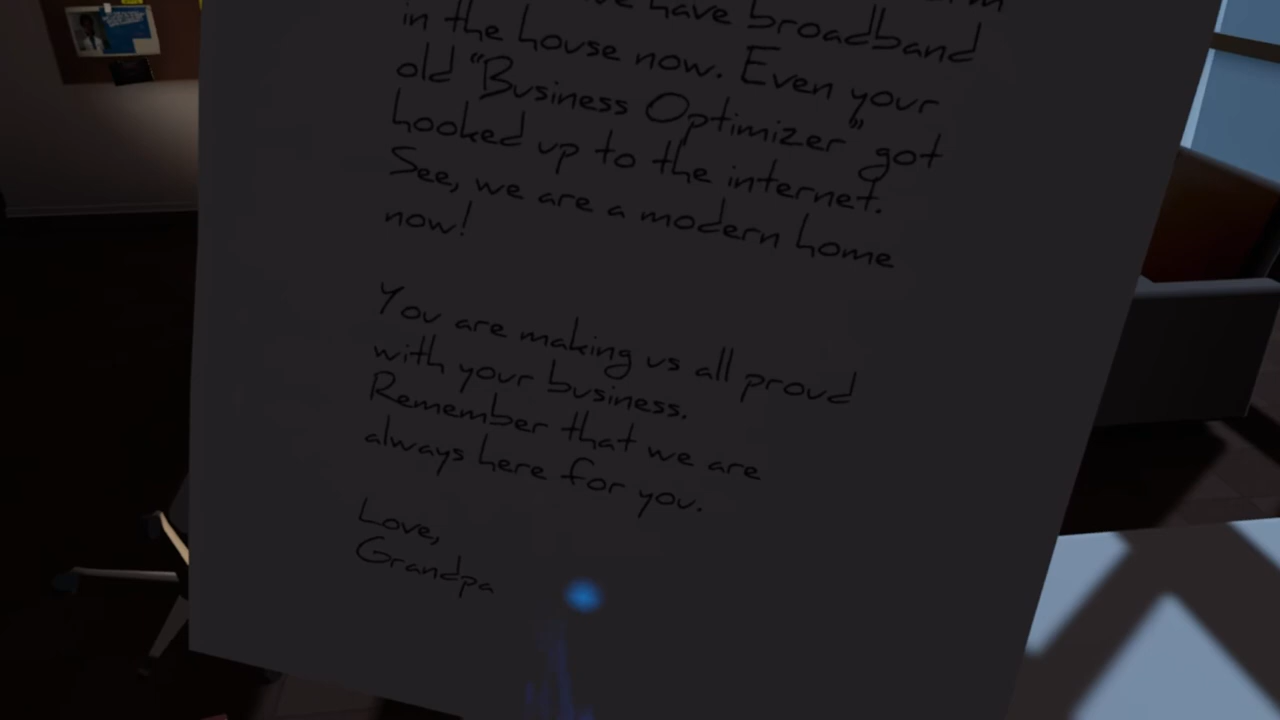 have broadband
in the house now. Even your
old "Business Optimizer" got
hooked up to the internet.
See, we are a modern home
now!
You are making us all proud
with your business.
Remember that we are
always here for you.
Love,
Grandpa